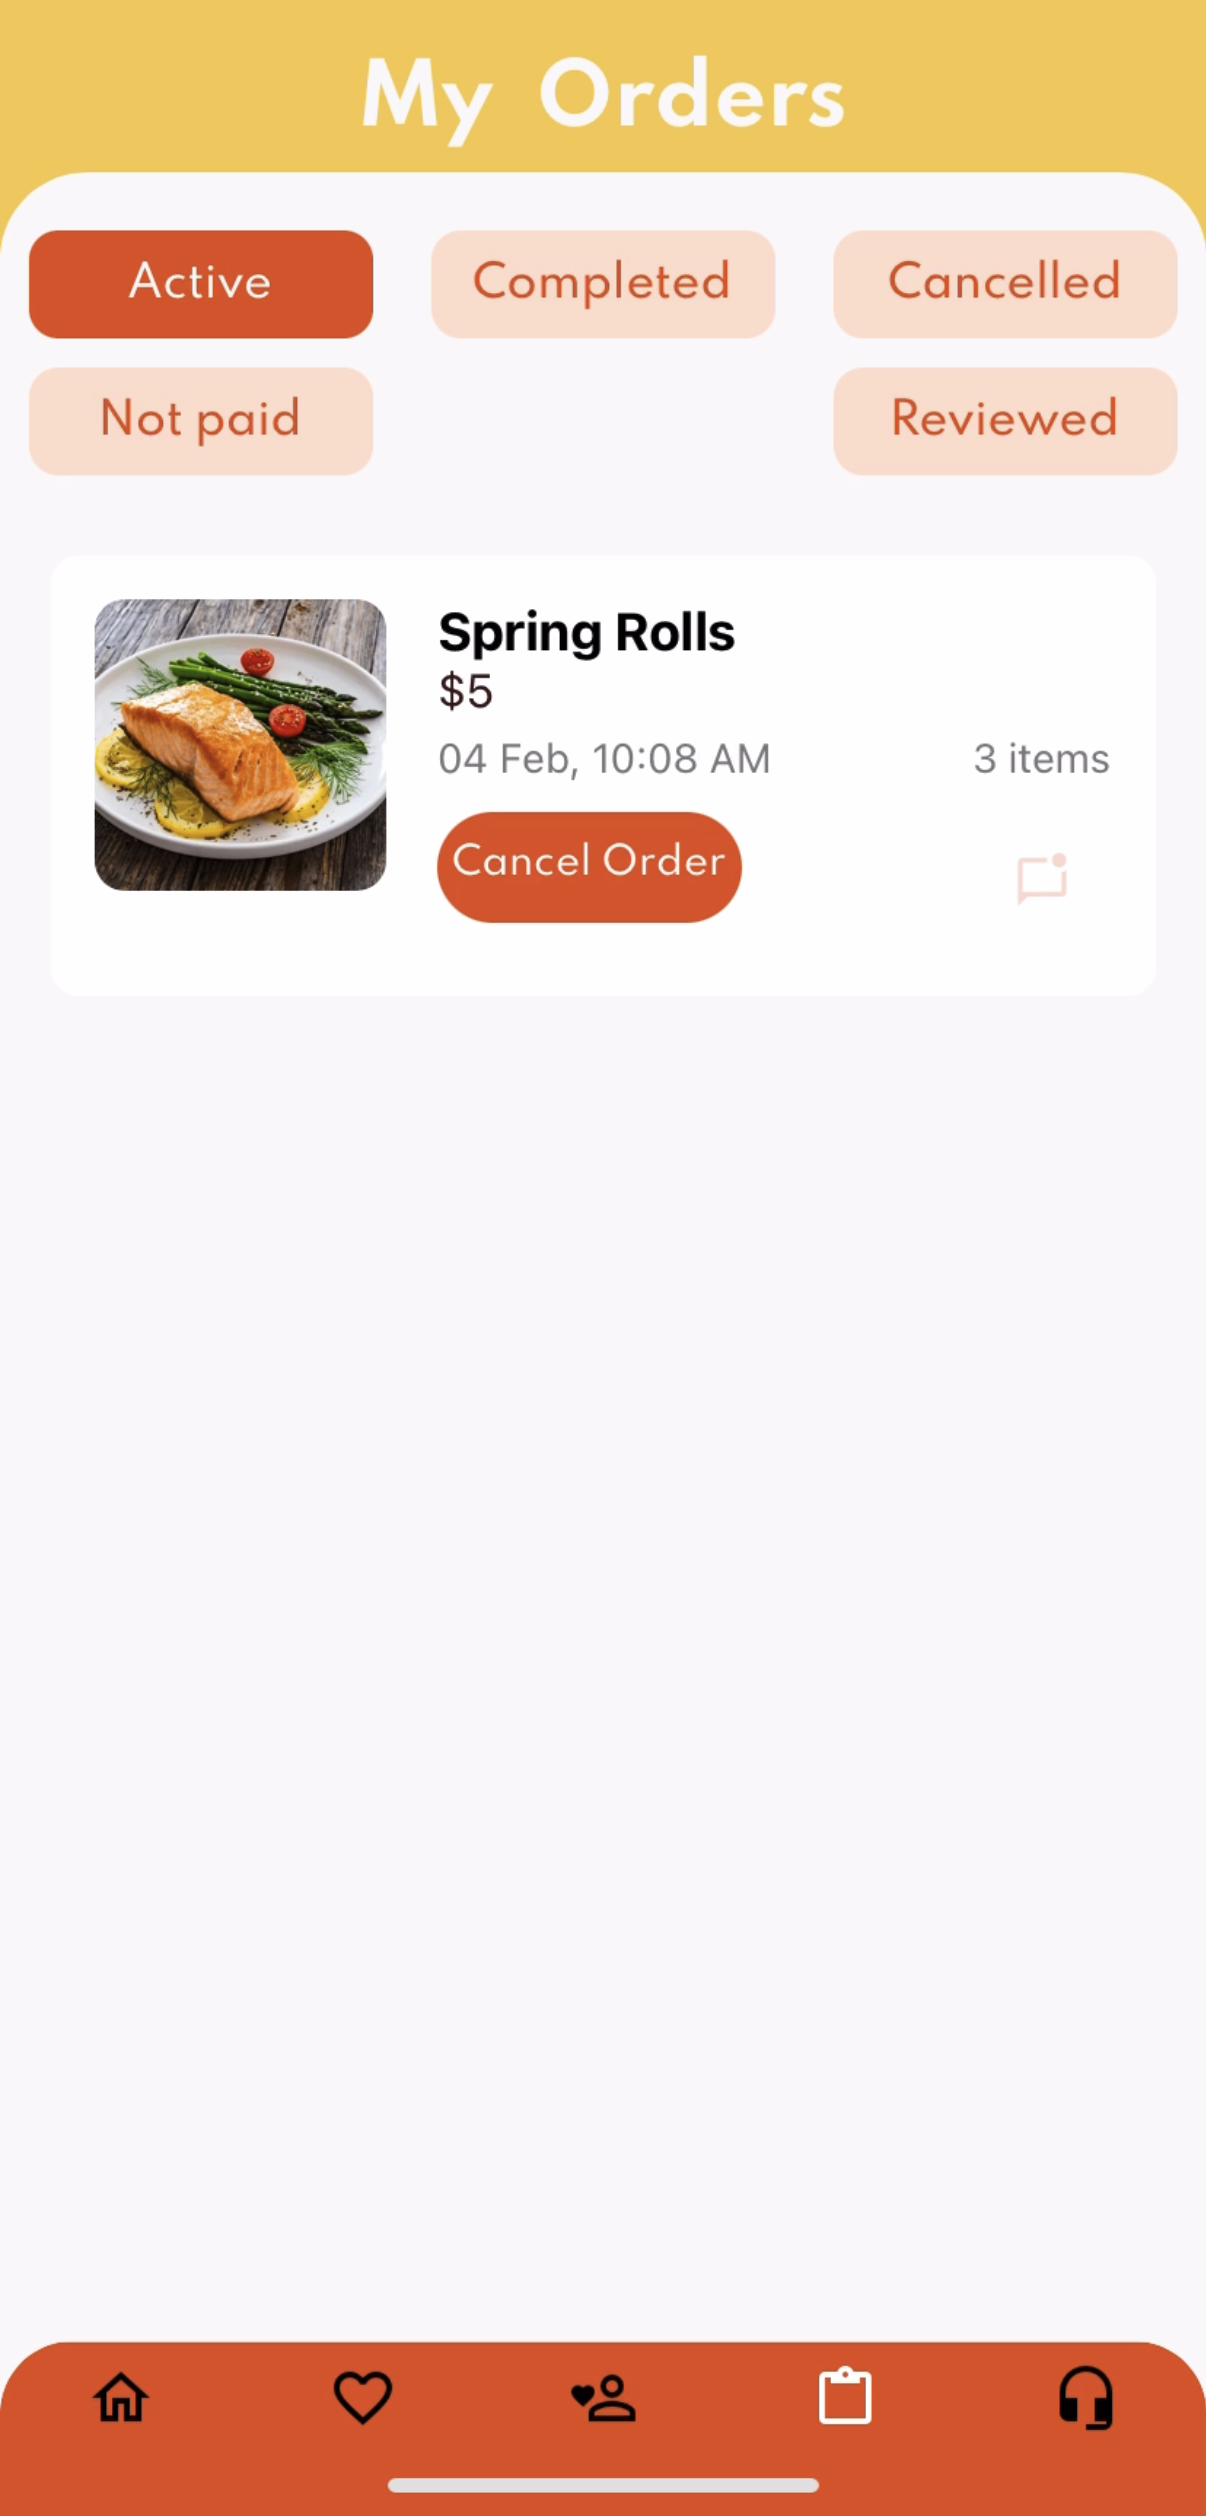 My Orders
Active
Completed
Cancelled
Not paid
Reviewed
Spring Rolls
$5
04 Feb, 10:08 AM
3 items
Cancel Order